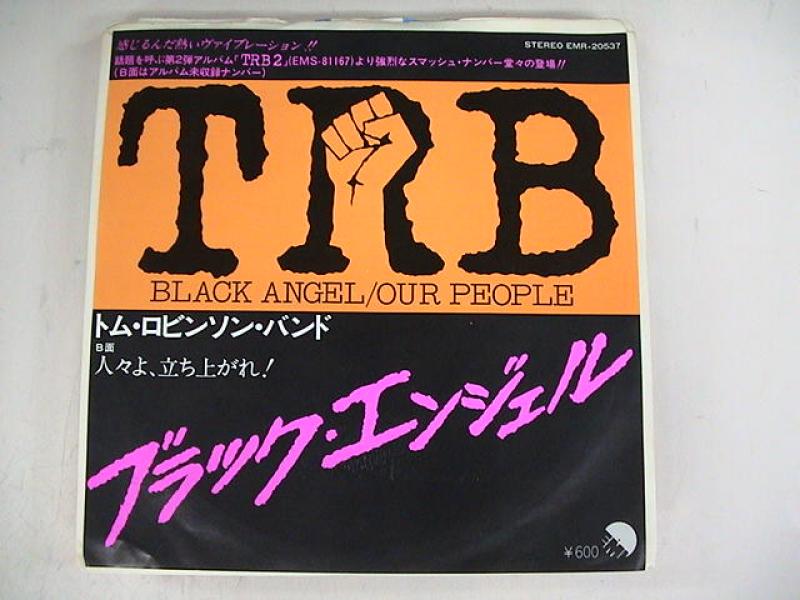 感じるんだ熱いヴァイブレーション!!
STEREO EMR-20537
話題を呼ぶ第2弾アルバム「TRB2」(EMS-81167)より強烈なスマッシュ・ナンバー堂々の登場!!
(B面はアルバム未収録ナンバー)
TRB
BLACK ANGEL/OUR PEOPLE
トム・ロビンソン・バンド
B面
人々よ、立ち上がれ!
ブラック・エンジェル
¥600